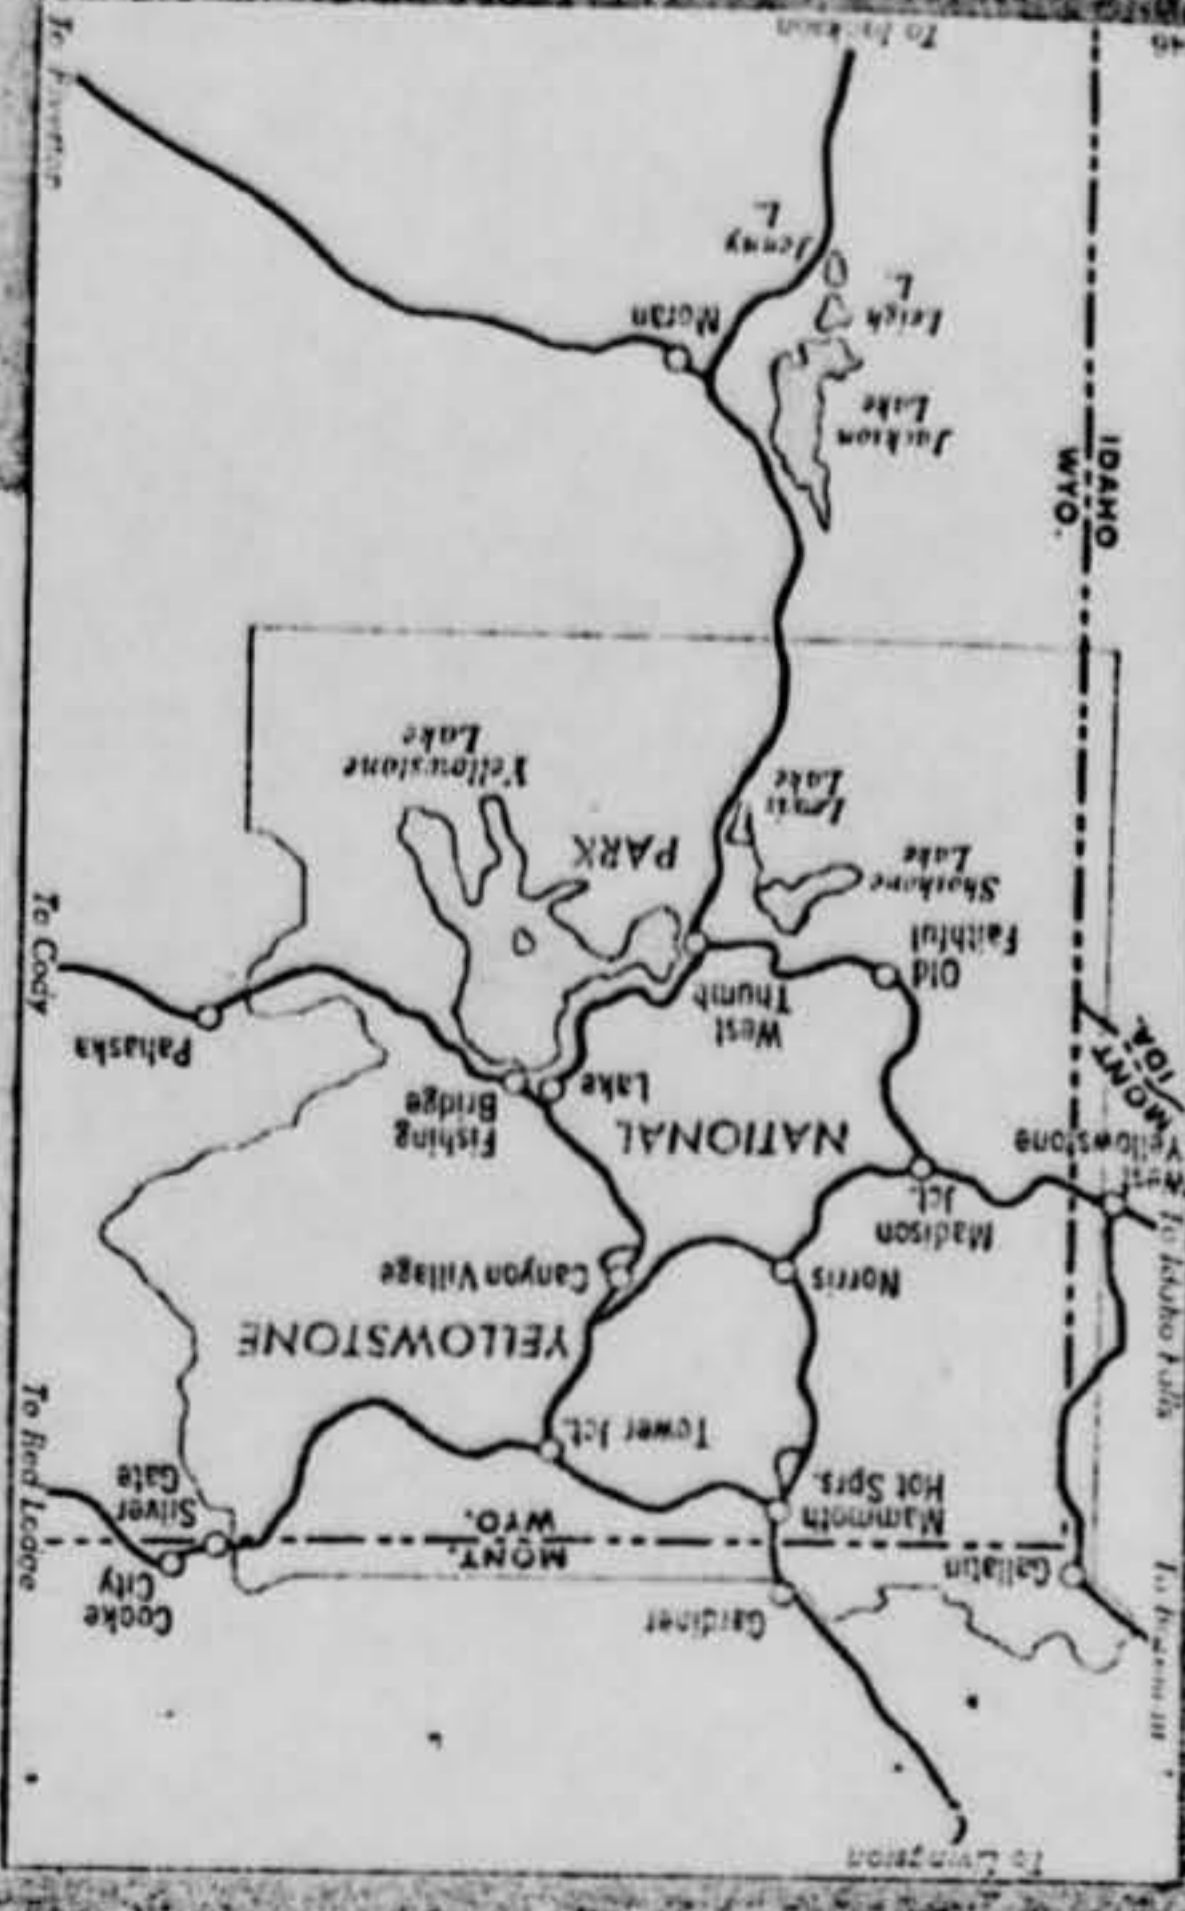 To Livingston
Gardiner
Cooke
City
Gallatin
MONT.
WYO.
Mammoth
Hot Sprs.
Silver
Gate
To Red Lodge
Tower Jct.
To Idaho Falls
YELLOWSTONE
Norris
Canyon Village
Madison
Jct.
West
Yellowstone
NATIONAL
Fishing
Bridge
Lake
MONT
IDA.
Pahaska
West
Thumb
To Cody
Old
Faithful
Shoshone
Lake
PARK
Lewis
Lake
Yellowstone
Lake
IDAHO
WYO.
Jackson
Lake
Leigh
L.
Moran
Jenny
L.
To Jackson
46